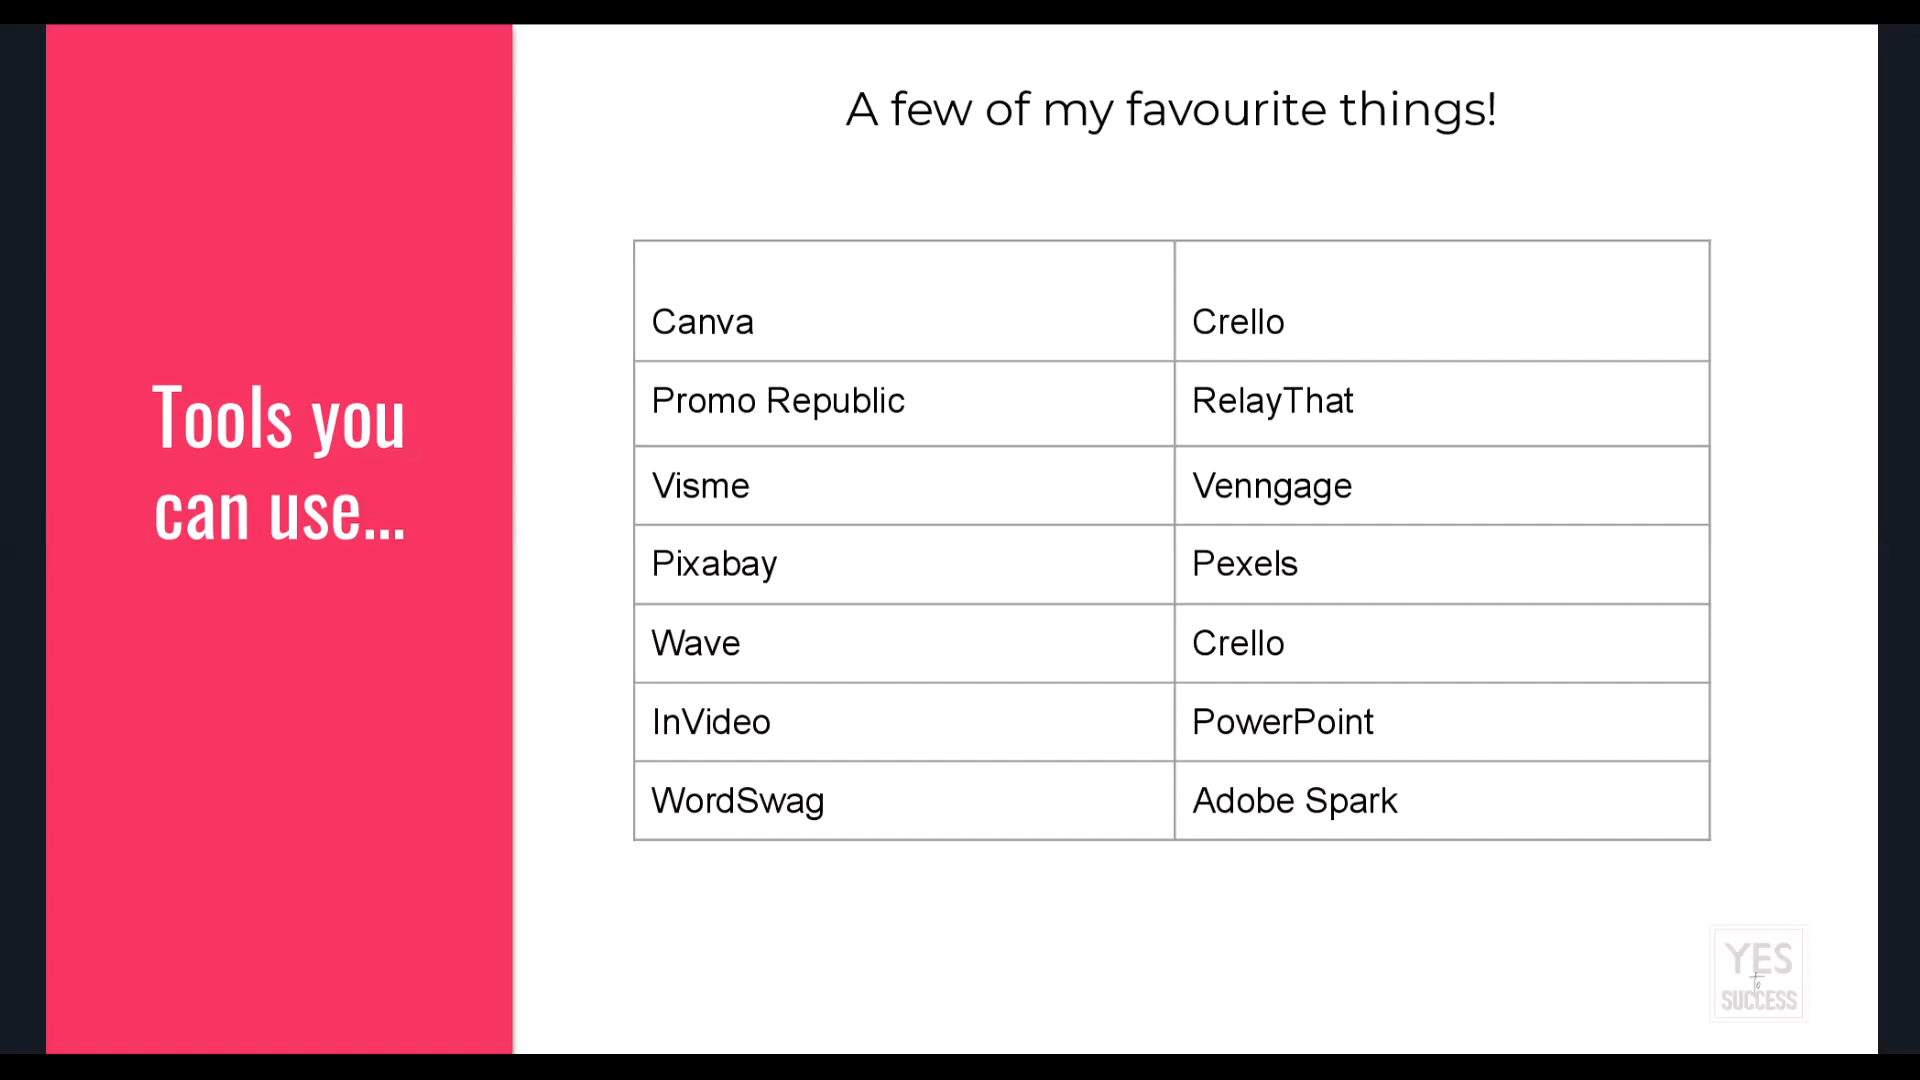 Tools you
can use...
A few of my favourite things!
Canva Crello
Promo Republic RelayThat
Visme Venngage
Pixabay Pexels
Wave Crello
InVideo PowerPoint
WordSwag Adobe Spark
YES
To
SUCCESS